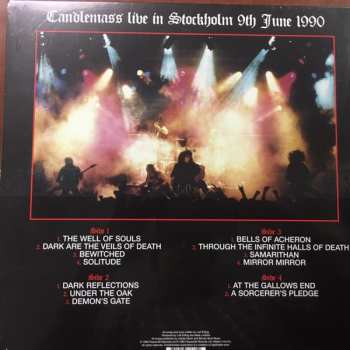 Candlemass live in Stockholm 9th June 1990
Side 1
1. THE WELL OF SOULS
2. DARK ARE THE VEILS OF DEATH
3. BEWITCHED
4. SOLITUDE
Side 2
1. DARK REFLECTIONS
2. UNDER THE OAK
3. DEMON'S GATE
Side 3
1. BELLS OF ACHERON
2. THROUGH THE INFINITE HALLS OF DEATH
3. SAMARITHAN
4. MIRROR MIRROR
Side 4
1. AT THE GALLOWS END
2. A SORCERER'S PLEDGE